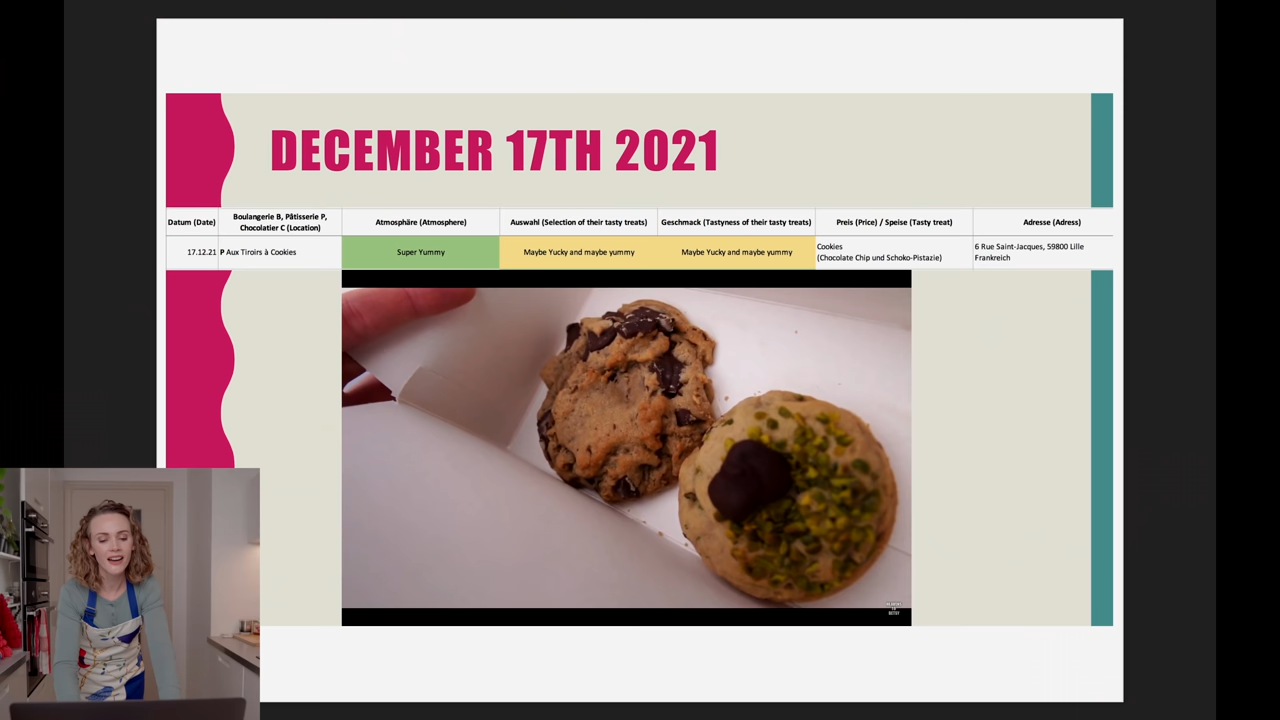 DECEMBER 17TH 2021
Datum (Date)
Boulangerie B, Pâtisserie P,
Chocolatier C (Location)
Atmosphäre (Atmosphere)
Auswahl (Selection of their tasty treats)
Geschmack (Tastyness of their tasty treats)
Preis (Price) / Speise (Tasty treat)
Adresse (Adress)
17.12.21
P Aux Tiroirs à Cookies
Super Yummy
Maybe Yucky and maybe yummy
Maybe Yucky and maybe yummy
Cookies
(Chocolate Chip und Schoko-Pistazie)
6 Rue Saint-Jacques, 59800 Lille
Frankreich